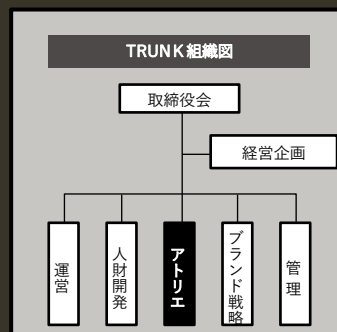 TRUNK組織図
取締役会
経営企画
運営
人財開発
アトリエ
ブランド戦略
管理